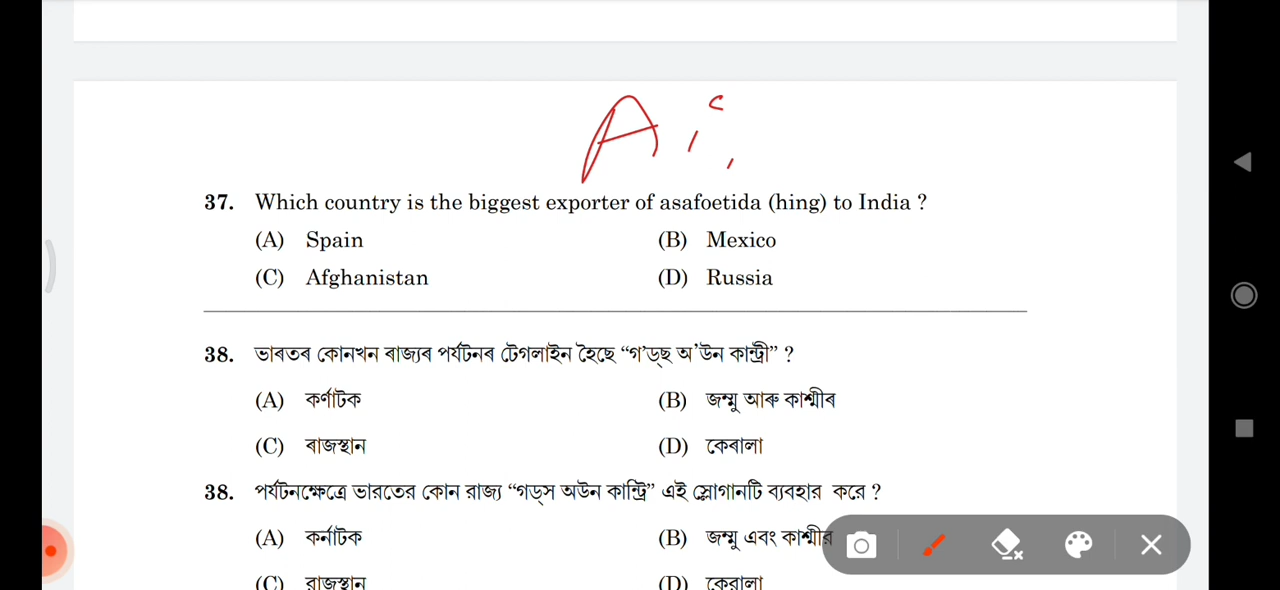 37. Which country is the biggest exporter of asafoetida (hing) to India ?
(A) Spain (B) Mexico
(C) Afghanistan (D) Russia
38. ভাৰতৰ কোনখন ৰাজ্যৰ পৰ্যটনৰ টেগলাইন হৈছে “গ’ড্‌ছ অ’উন কান্ট্ৰী” ?
(A) কৰ্ণাটক (B) জম্মু আৰু কাশ্মীৰ
(C) ৰাজস্থান (D) কেৰালা
38. পর্যটনক্ষেত্রে ভারতের কোন রাজ্য “গড্‌স অউন কান্ট্রি” এই স্লোগানটি ব্যবহার করে ?
(A) কর্নাটক (B) জম্মু এবং কাশ্মীর
(C) রাজস্থান (D) কেরালা